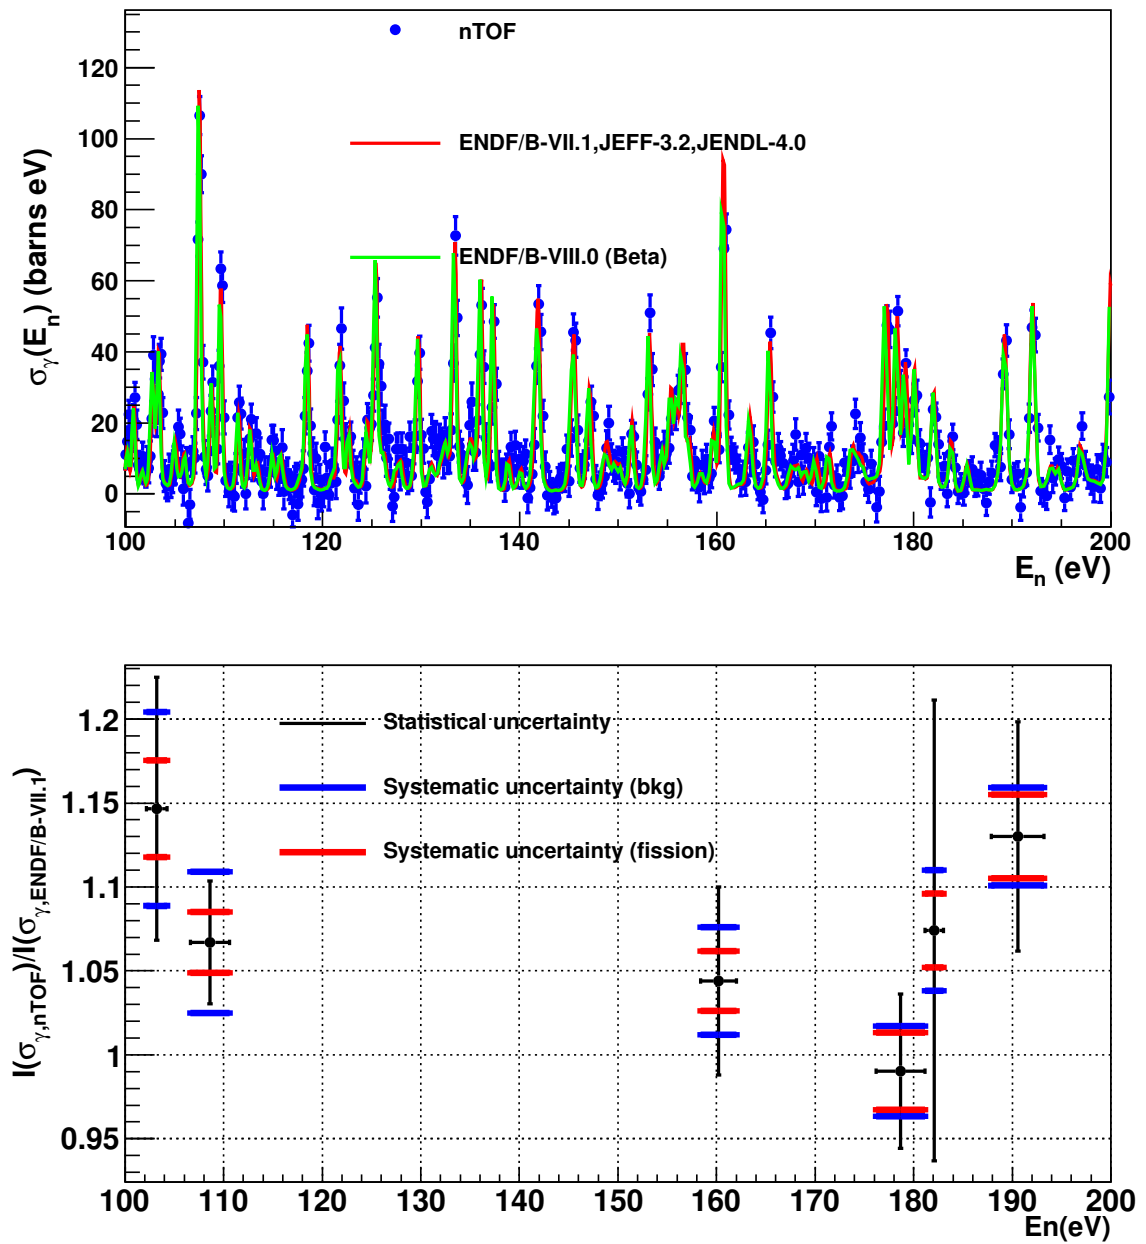 nTOF
ENDF/B-VII.1,JEFF-3.2,JENDL-4.0
ENDF/B-VIII.0 (Beta)
σγ(En) (barns eV)
120
100
80
60
40
20
0
100 120 140 160 180 200
En (eV)
Statistical uncertainty
Systematic uncertainty (bkg)
Systematic uncertainty (fission)
I(σγ,nTOF)/I(σγ,ENDF/B-VII.1)
1.2
1.15
1.1
1.05
1
0.95
100 110 120 130 140 150 160 170 180 190 200
En(eV)